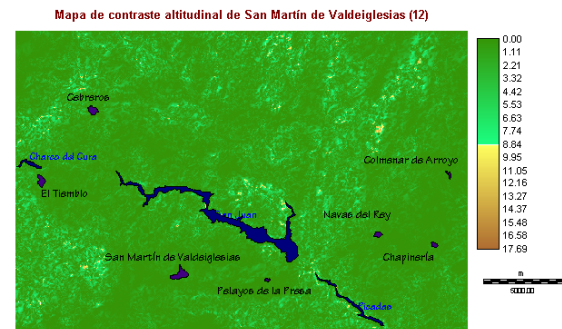 Mapa de contraste altitudinal de San Martín de Valdeiglesias (12)
Cebreros
Charco del Cura
El Tiemblo
San Juan
Colmenar de Arroyo
Navas del Rey
Chapinería
San Martín de Valdeiglesias
Pelayos de la Presa
Picadas
0.00
1.11
2.21
3.32
4.42
5.53
6.63
7.74
8.84
9.95
11.05
12.16
13.27
14.37
15.48
16.58
17.69
m
6000.00